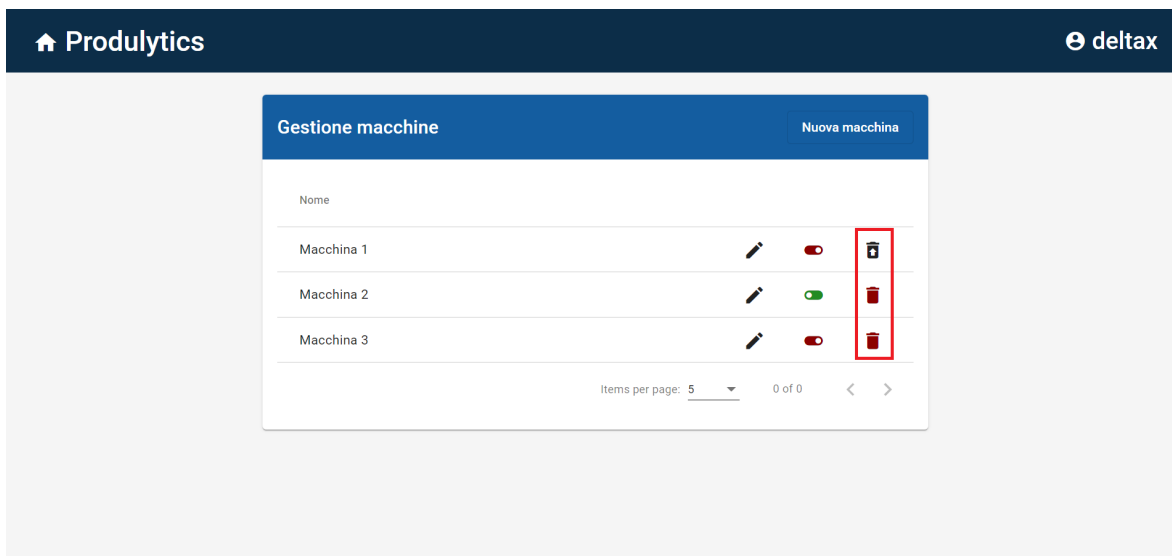 Produlytics
deltax
Gestione macchine
Nuova macchina
Nome
Macchina 1
Macchina 2
Macchina 3
Items per page: 5
0 of 0